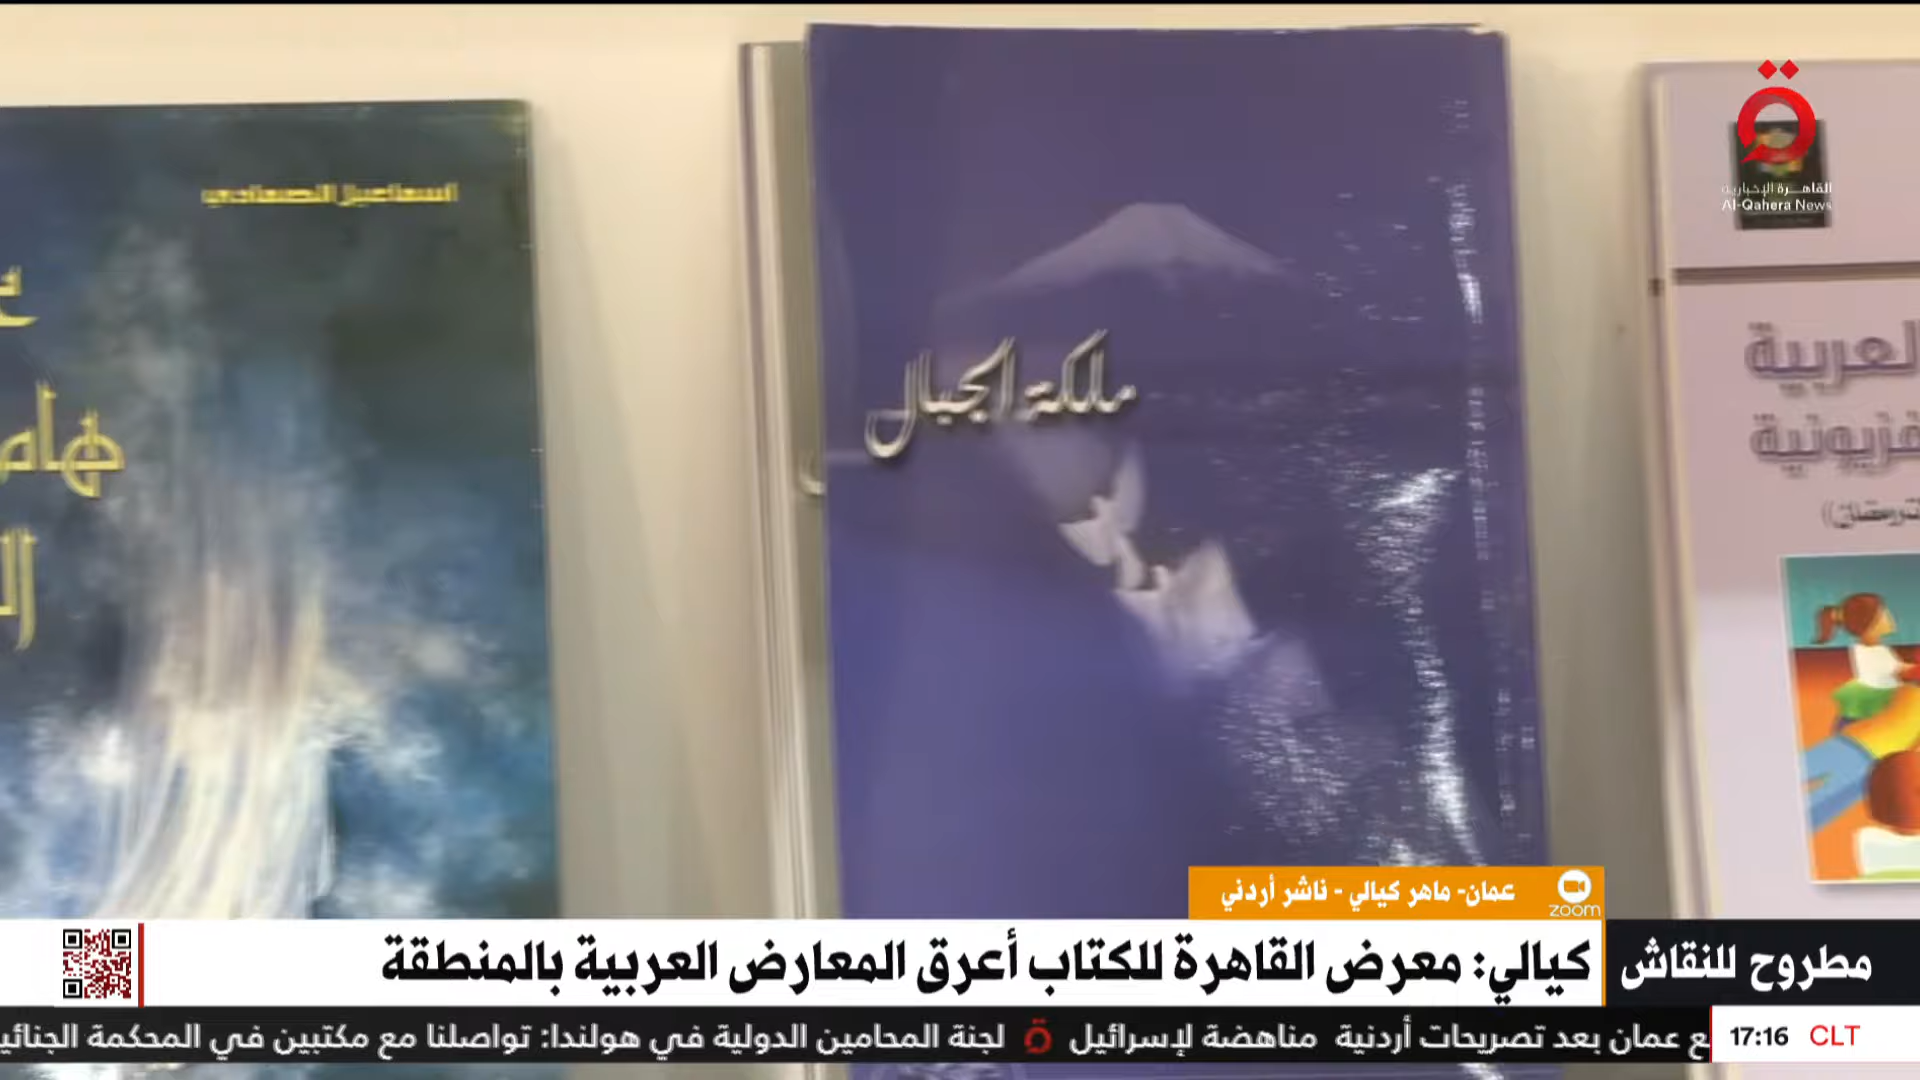 القاهرة الإخبارية
Al-Qahera News
اسماعيل الصمادي
ملكة الجبال
العربية
عمان- ماهر كيالي - ناشر أردني
zoom
مطروح للنقاش
كيالي: معرض القاهرة للكتاب أعرق المعارض العربية بالمنطقة
ع عمان بعد تصريحات أردنية مناهضة لإسرائيل
لجنة المحامين الدولية في هولندا: تواصلنا مع مكتبين في المحكمة الجنائي
17:16 CLT